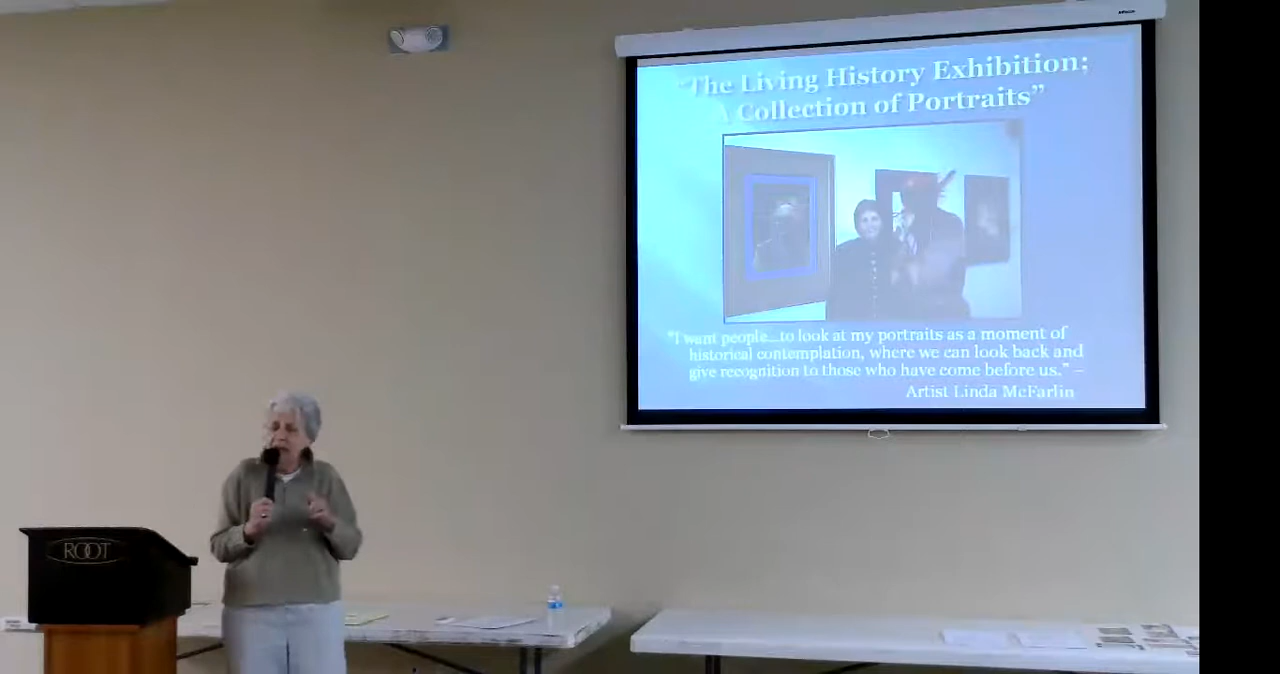 "The Living History Exhibition;
A Collection of Portraits"
"I want people...to look at my portraits as a moment of
historical contemplation, where we can look back and
give recognition to those who have come before us." –
Artist Linda McFarlin
ROOT